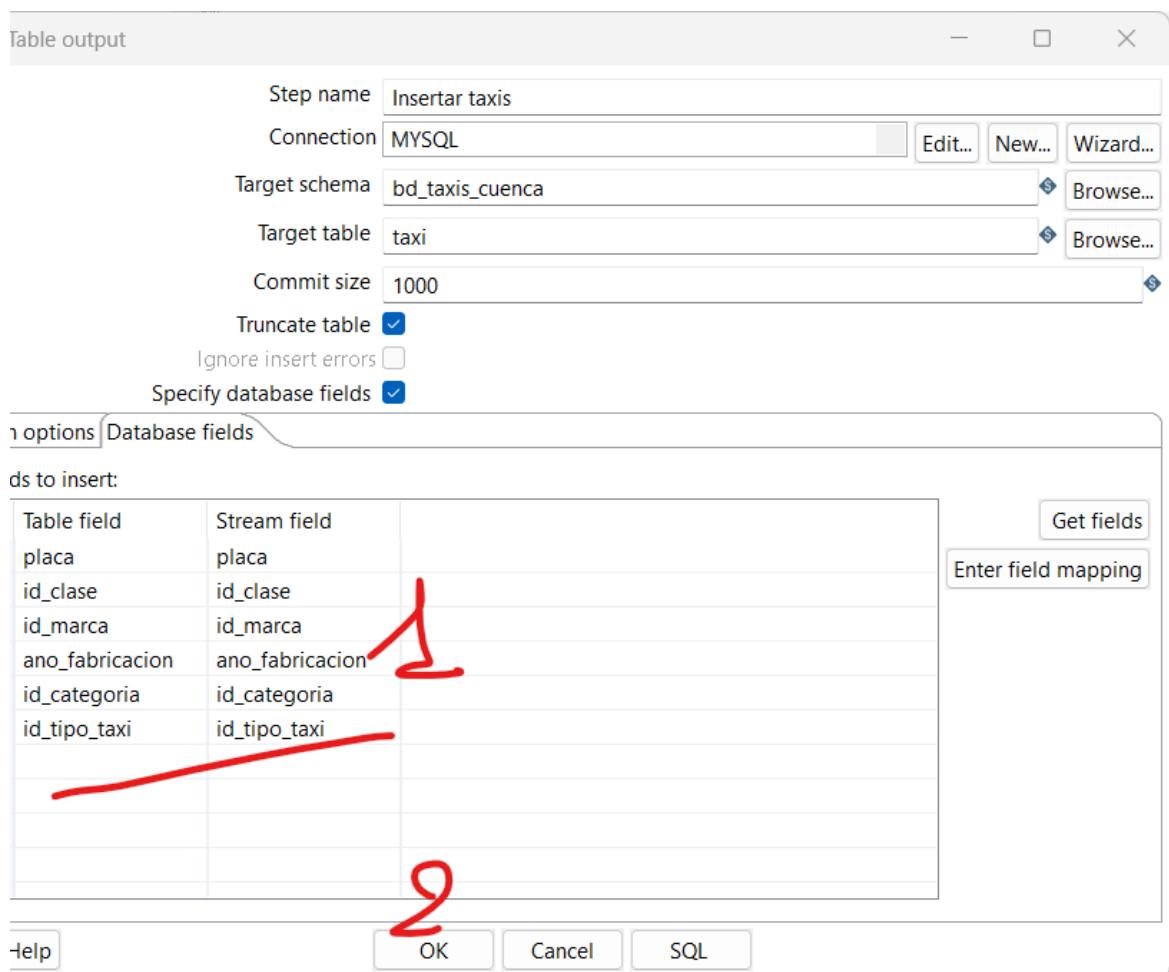 Table output
Step name Insertar taxis
Connection MYSQL Edit... New... Wizard...
Target schema bd_taxis_cuenca Browse...
Target table taxi Browse...
Commit size 1000
Truncate table
Ignore insert errors
Specify database fields
n options Database fields
ds to insert:
Table field Stream field Get fields
placa placa
Enter field mapping
id_clase id_clase
id_marca id_marca
ano_fabricacion ano_fabricacion
id_categoria id_categoria
id_tipo_taxi id_tipo_taxi
1
2
Help OK Cancel SQL